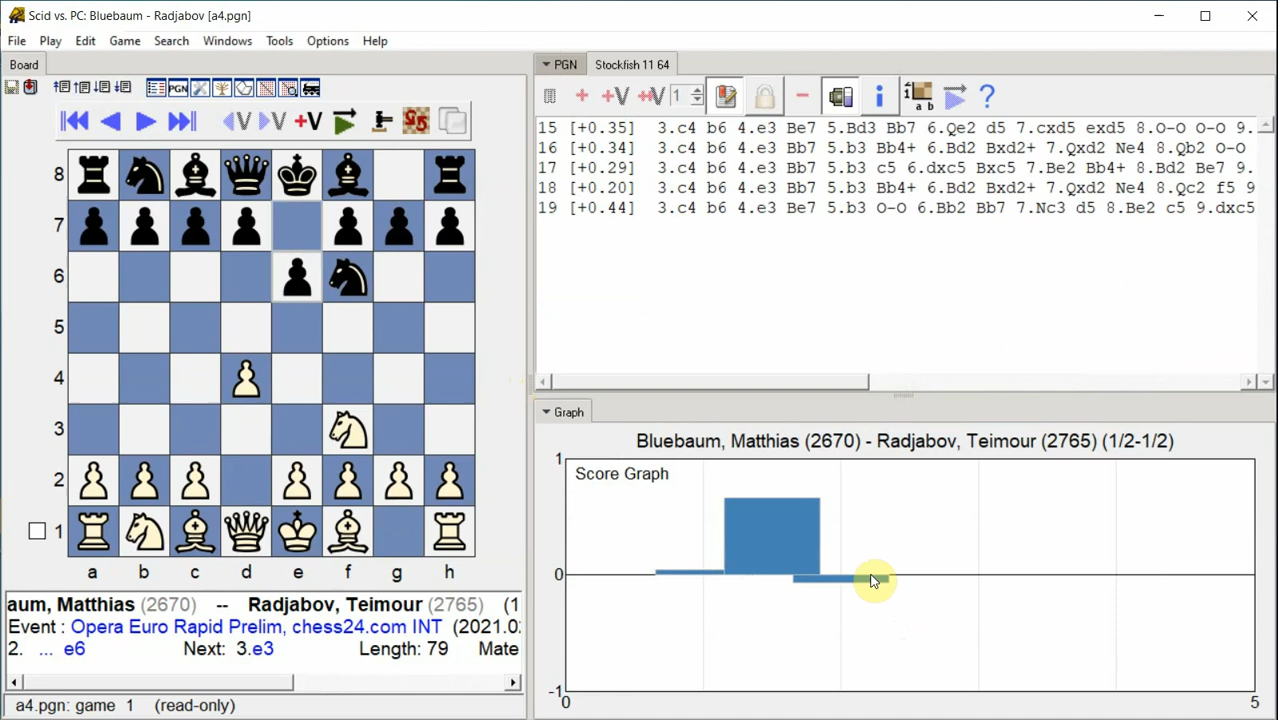 Scid vs. PC: Bluebaum - Radjabov [a4.pgn]
File Play Edit Game Search Windows Tools Options Help
Board
PGN
8
7
6
5
4
3
2
1
a b c d e f g h
aum, Matthias (2670) -- Radjabov, Teimour (2765) (1
Event : Opera Euro Rapid Prelim, chess24.com INT (2021.02
2. ... e6 Next: 3.e3 Length: 79 Mate
a4.pgn: game 1 (read-only)
PGN Stockfish 11 64
+ +V +V 1 - i a b ?
15 [+0.35] 3.c4 b6 4.e3 Be7 5.Bd3 Bb7 6.Qe2 d5 7.cxd5 exd5 8.O-O O-O 9.
16 [+0.34] 3.c4 b6 4.e3 Bb7 5.b3 Bb4+ 6.Bd2 Bxd2+ 7.Qxd2 Ne4 8.Qb2 O-O
17 [+0.29] 3.c4 b6 4.e3 Bb7 5.b3 c5 6.dxc5 Bxc5 7.Be2 Bb4+ 8.Bd2 Be7 9.
18 [+0.20] 3.c4 b6 4.e3 Bb7 5.b3 Bb4+ 6.Bd2 Bxd2+ 7.Qxd2 Ne4 8.Qc2 f5 9
19 [+0.44] 3.c4 b6 4.e3 Be7 5.b3 O-O 6.Bb2 Bb7 7.Nc3 d5 8.Be2 c5 9.dxc5
Graph
Bluebaum, Matthias (2670) - Radjabov, Teimour (2765) (1/2-1/2)
Score Graph
1
0
-1
0 5